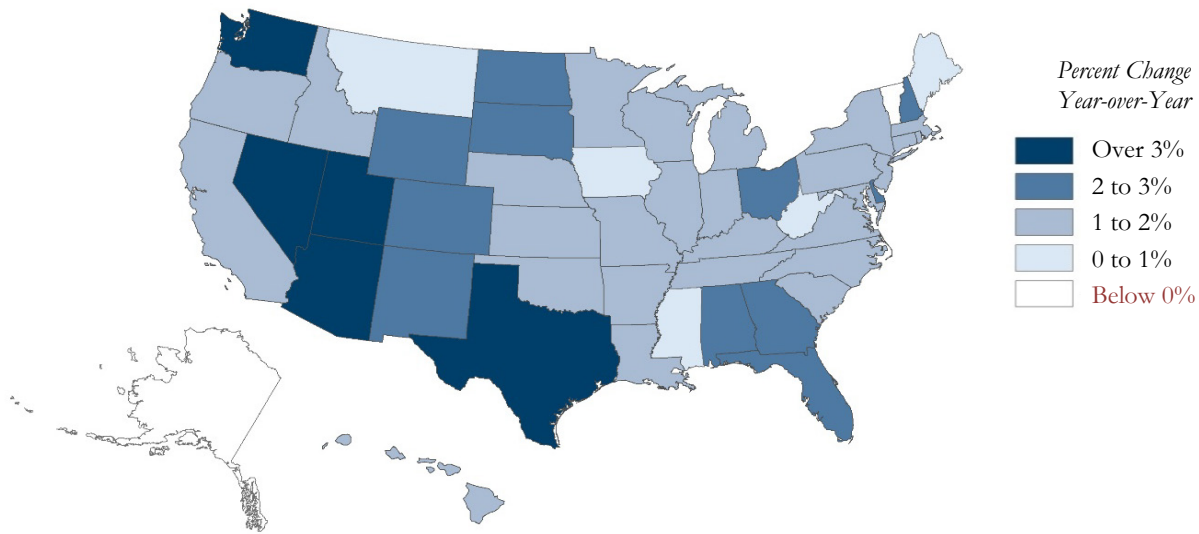 Percent Change
Year-over-Year
Over 3%
2 to 3%
1 to 2%
0 to 1%
Below 0%